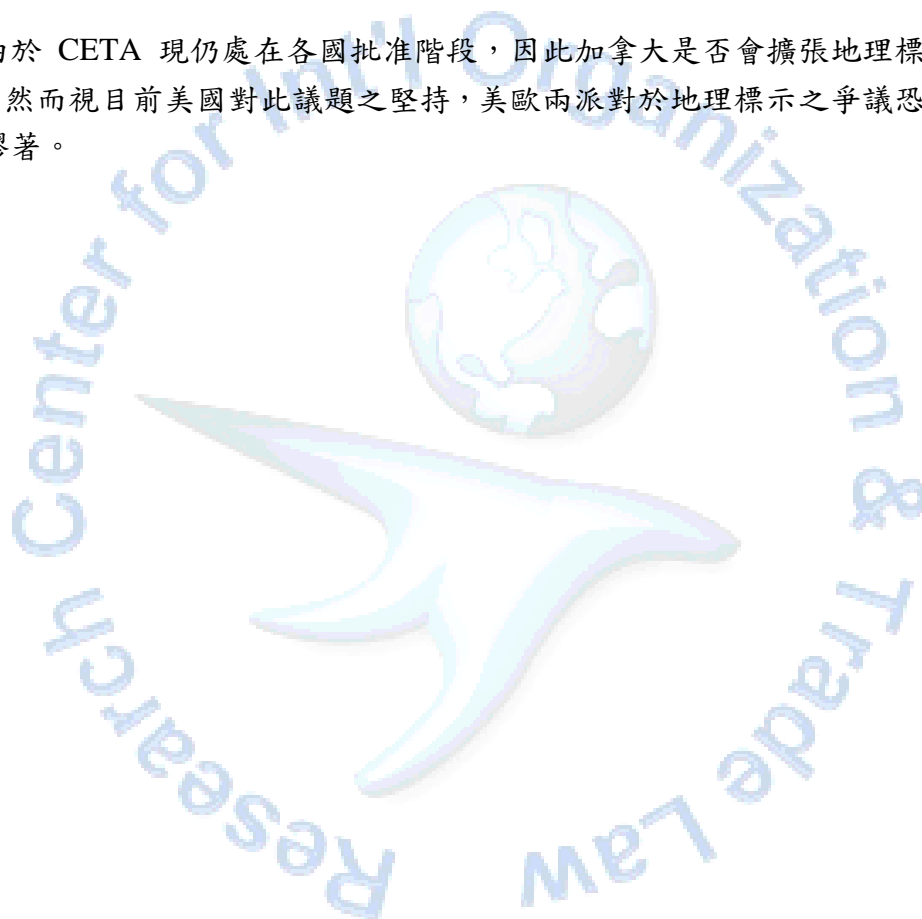 由於 CETA 現仍處在各國批准階段，因此加拿大是否會擴張地理標
然而視目前美國對此議題之堅持，美歐兩派對於地理標示之爭議恐
膠著。
Research Center for Int'l Organization & Trade Law